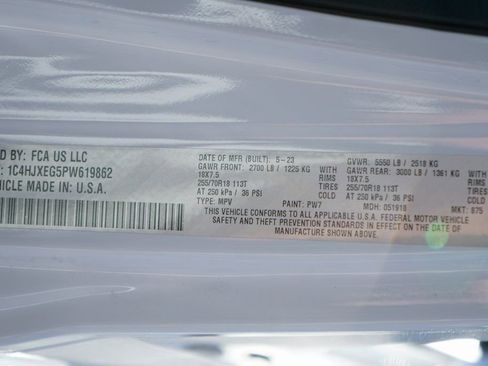 ED BY: FCA US LLC
: 1C4HJXEG5PW619862
VEHICLE MADE IN: U.S.A.
DATE OF MFR (BUILT): 5-23 GVWR: 5550 LB / 2518 KG
GAWR FRONT: 2700 LB / 1225 KG WITH GAWR REAR: 3000 LB / 1361 KG WITH
18X7.5 RIMS 18X7.5 RIMS
255/70R18 113T TIRES 255/70R18 113T TIRES
AT 250 kPa / 36 PSI COLD AT 250 kPa / 36 PSI COLD
TYPE: MPV PAINT: PW7 MDH: 051918 MKT: 875
THIS VEHICLE CONFORMS TO ALL APPLICABLE U.S.A. FEDERAL MOTOR VEHICLE
SAFETY AND THEFT PREVENTION STANDARDS IN EFFECT ON THE DATE OF
MANUFACTURE SHOWN ABOVE.